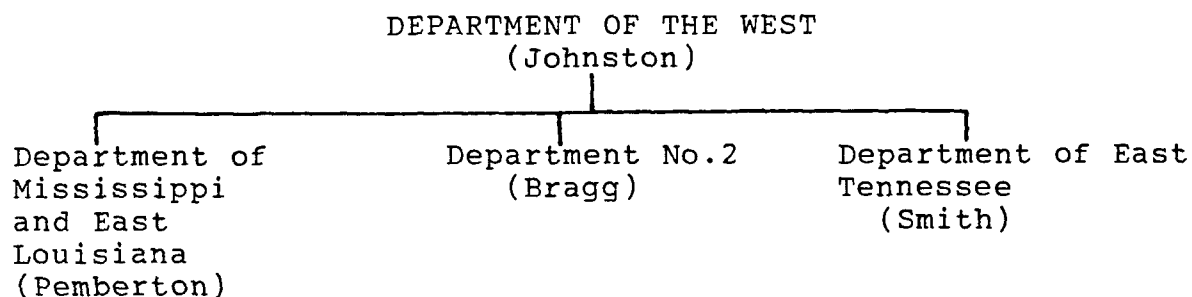 DEPARTMENT OF THE WEST
(Johnston)
Department of
Mississippi
and East
Louisiana
(Pemberton)
Department No.2
(Bragg)
Department of East
Tennessee
(Smith)